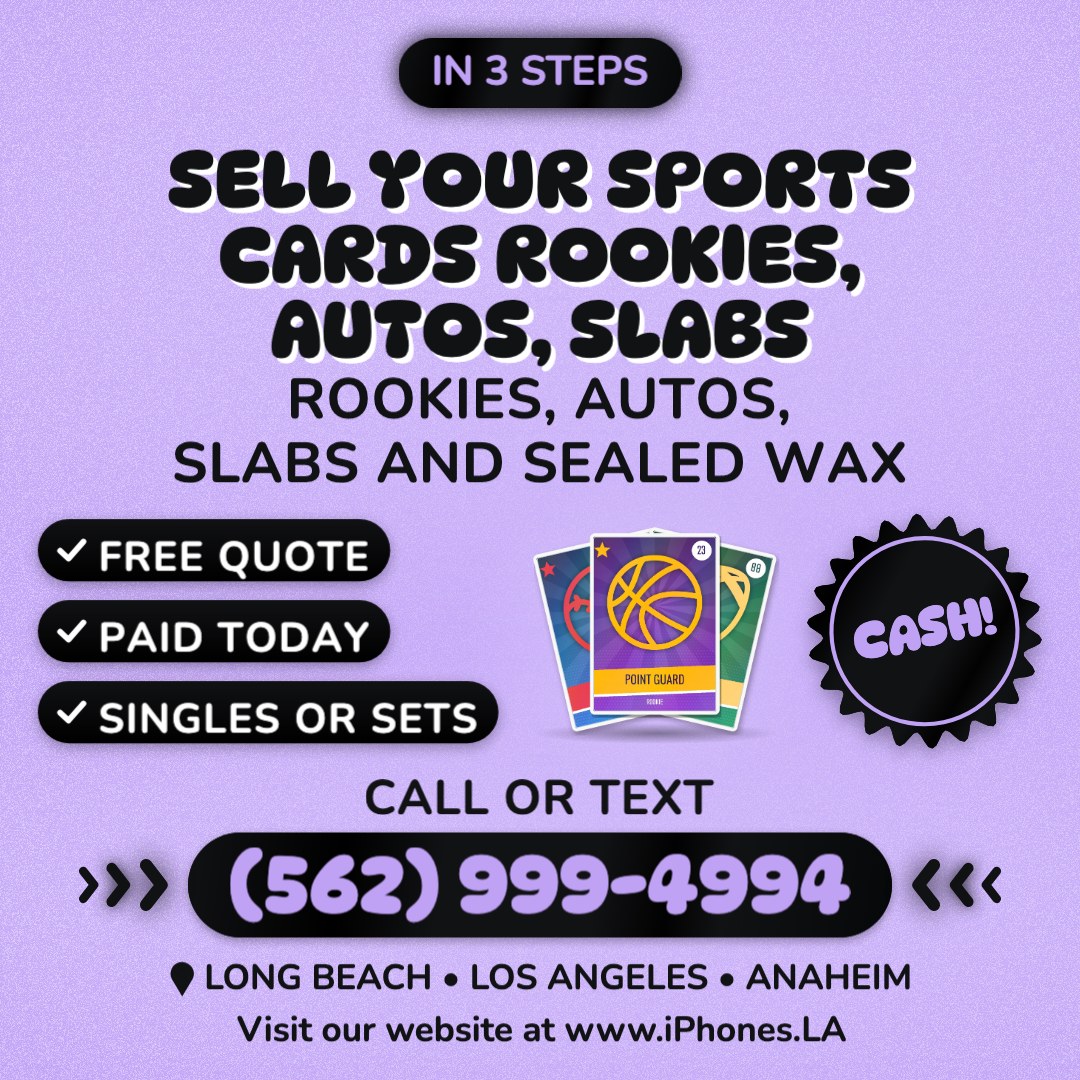 IN 3 STEPS
SELL YOUR SPORTS
CARDS ROOKIES,
AUTOS, SLABS
ROOKIES, AUTOS,
SLABS AND SEALED WAX
FREE QUOTE
PAID TODAY
SINGLES OR SETS
23
88
POINT GUARD
ROOKIE
CASH!
CALL OR TEXT
(562) 999-4994
LONG BEACH • LOS ANGELES • ANAHEIM
Visit our website at www.iPhones.LA